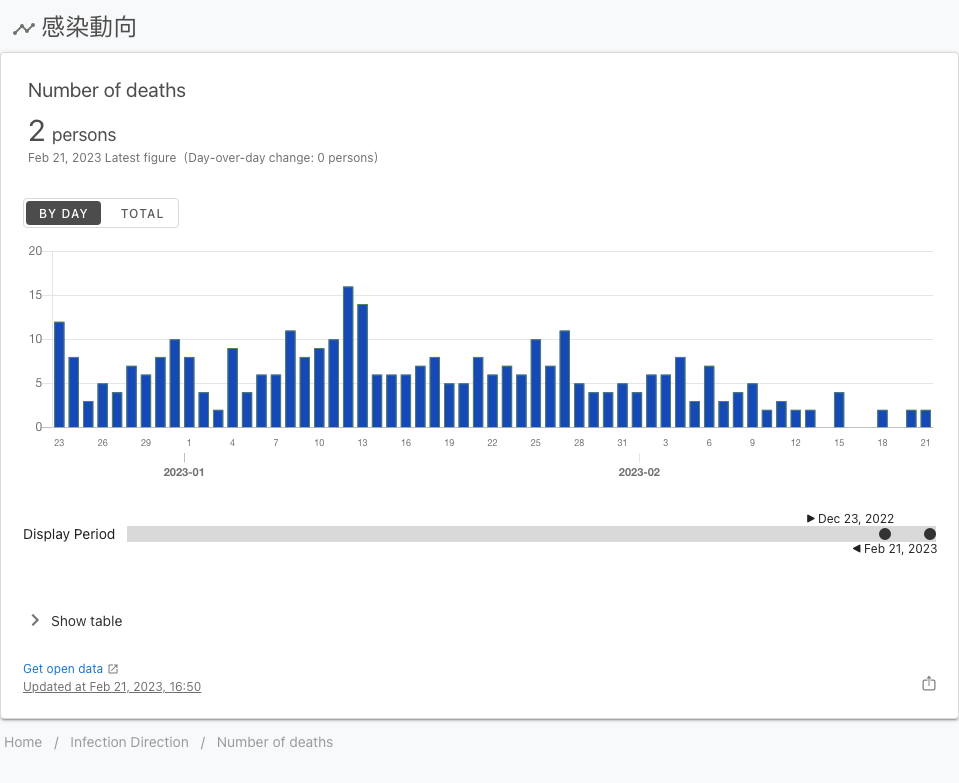 感染動向
Number of deaths
2 persons
Feb 21, 2023 Latest figure (Day-over-day change: 0 persons)
BY DAY TOTAL
20
15
10
5
0
23 26 29 1 4 7 10 13 16 19 22 25 28 31 3 6 9 12 15 18 21
2023-01 2023-02
Dec 23, 2022
Display Period
Feb 21, 2023
Show table
Get open data
Updated at Feb 21, 2023, 16:50
Home / Infection Direction / Number of deaths